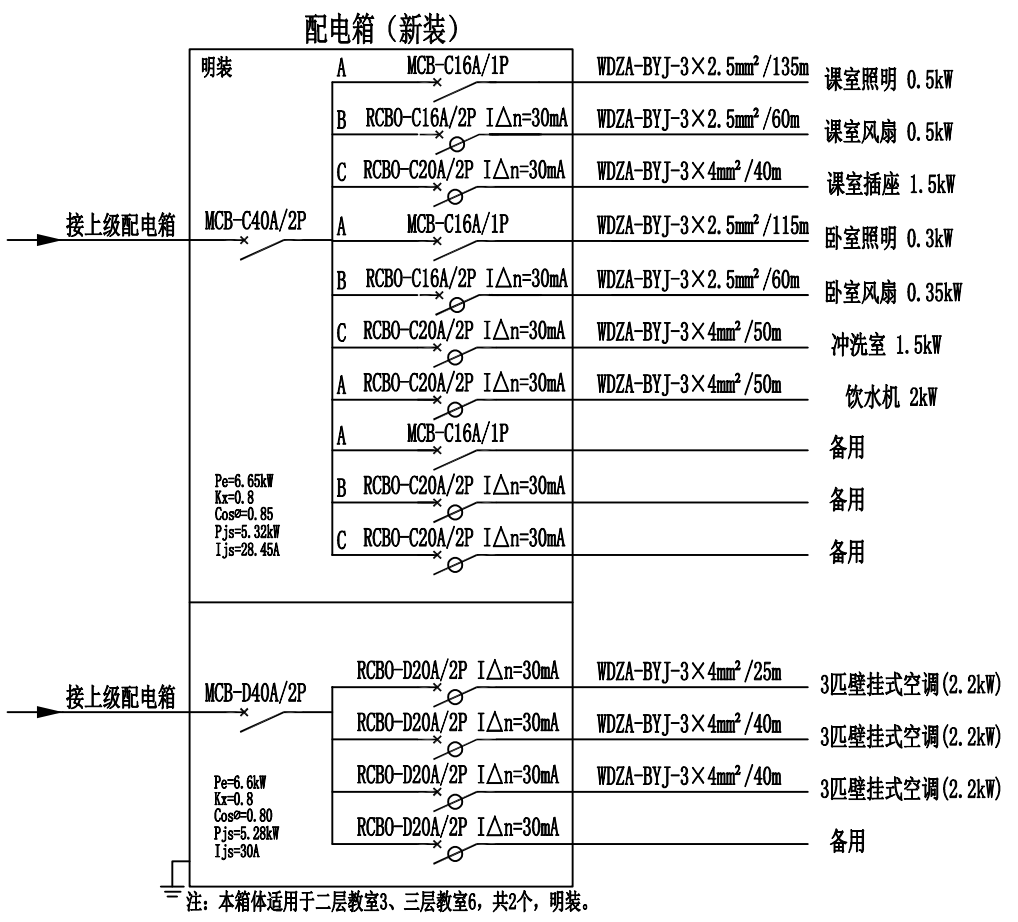 配电箱（新装）
明装
A MCB-C16A/1P WDZA-BYJ-3×2.5mm²/135m 课室照明 0.5kW
B RCBO-C16A/2P I△n=30mA WDZA-BYJ-3×2.5mm²/60m 课室风扇 0.5kW
C RCBO-C20A/2P I△n=30mA WDZA-BYJ-3×4mm²/40m 课室插座 1.5kW
接上级配电箱 MCB-C40A/2P A MCB-C16A/1P WDZA-BYJ-3×2.5mm²/115m 卧室照明 0.3kW
B RCBO-C16A/2P I△n=30mA WDZA-BYJ-3×2.5mm²/60m 卧室风扇 0.35kW
C RCBO-C20A/2P I△n=30mA WDZA-BYJ-3×4mm²/50m 冲洗室 1.5kW
A RCBO-C20A/2P I△n=30mA WDZA-BYJ-3×4mm²/50m 饮水机 2kW
A MCB-C16A/1P 备用
B RCBO-C20A/2P I△n=30mA 备用
C RCBO-C20A/2P I△n=30mA 备用
Pe=6.65kW
Kx=0.8
Cosø=0.85
Pjs=5.32kW
Ijs=28.45A
RCBO-D20A/2P I△n=30mA WDZA-BYJ-3×4mm²/25m 3匹壁挂式空调(2.2kW)
接上级配电箱 MCB-D40A/2P
RCBO-D20A/2P I△n=30mA WDZA-BYJ-3×4mm²/40m 3匹壁挂式空调(2.2kW)
RCBO-D20A/2P I△n=30mA WDZA-BYJ-3×4mm²/40m 3匹壁挂式空调(2.2kW)
RCBO-D20A/2P I△n=30mA 备用
Pe=6.6kW
Kx=0.8
Cosø=0.80
Pjs=5.28kW
Ijs=30A
注：本箱体适用于二层教室3、三层教室6，共2个，明装。